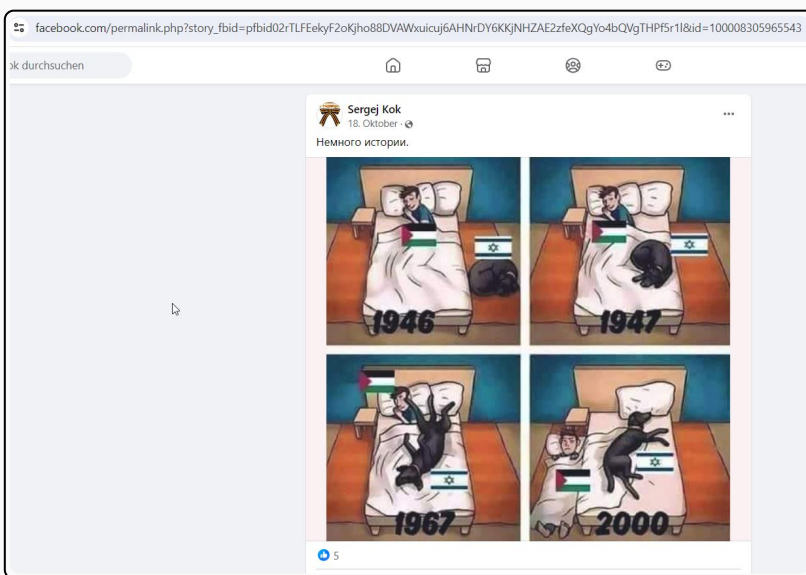 facebook.com/permalink.php?story_fbid=pfbid02rTLFEekyF2oKjho88DVAWxuicuj6AHNrDY6KKjNHZAE2zfeXQgYo4bQVgTHPf5r1l&id=100008305965543
ok durchsuchen
Sergej Kok
18. Oktober ·
Немного истории.
1946
1947
1967
2000
5